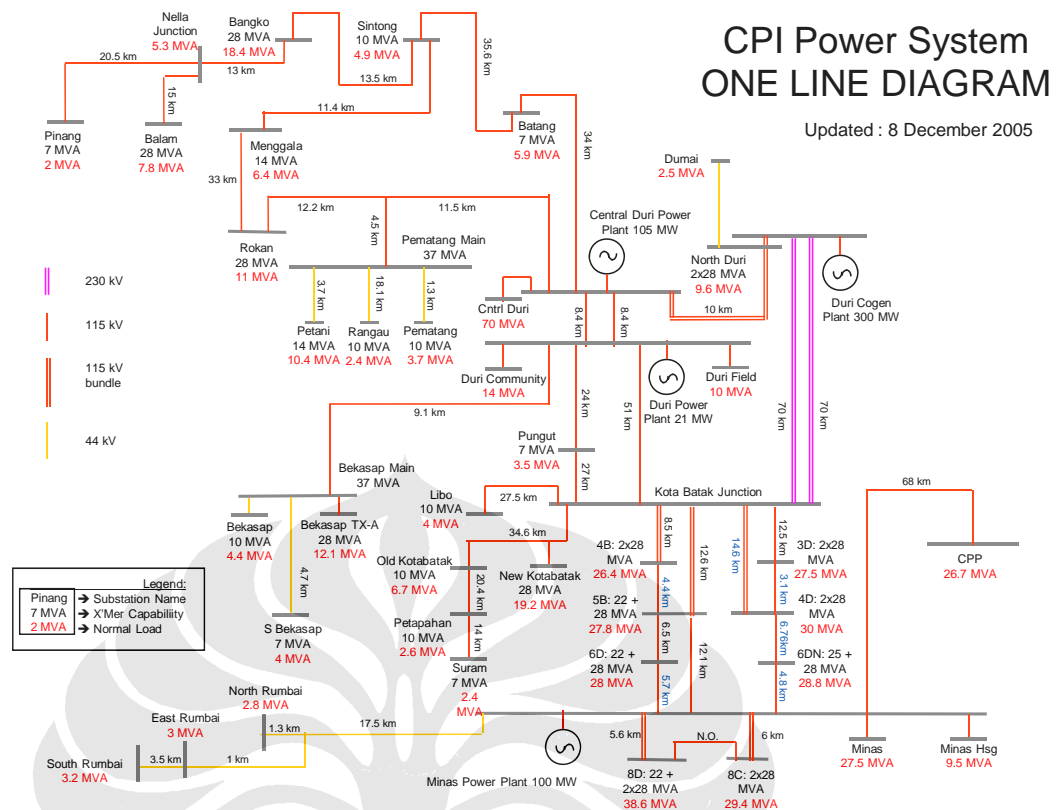 CPI Power System
ONE LINE DIAGRAM
Updated : 8 December 2005
Nella
Junction
5.3 MVA
Bangko
28 MVA
18.4 MVA
Sintong
10 MVA
4.9 MVA
20.5 km
13 km
13.5 km
35.6 km
15 km
11.4 km
Pinang
7 MVA
2 MVA
Balam
28 MVA
7.8 MVA
Menggala
14 MVA
6.4 MVA
Batang
7 MVA
5.9 MVA
34 km
Dumai
2.5 MVA
33 km
12.2 km
11.5 km
4.5 km
Rokan
28 MVA
11 MVA
Pematang Main
37 MVA
Central Duri Power
Plant 105 MW
North Duri
2x28 MVA
9.6 MVA
Duri Cogen
Plant 300 MW
230 kV
115 kV
115 kV
bundle
44 kV
3.7 km
18.1 km
1.3 km
Petani
14 MVA
10.4 MVA
Rangau
10 MVA
2.4 MVA
Pematang
10 MVA
3.7 MVA
Cntrl Duri
70 MVA
8.4 km
8.4 km
10 km
Duri Community
14 MVA
Duri Power
Plant 21 MW
Duri Field
10 MVA
9.1 km
24 km
51 km
70 km
70 km
Pungut
7 MVA
3.5 MVA
27 km
Bekasap Main
37 MVA
Libo
10 MVA
4 MVA
27.5 km
Kota Batak Junction
68 km
Bekasap
10 MVA
4.4 MVA
Bekasap TX-A
28 MVA
12.1 MVA
4.7 km
34.6 km
Old Kotabatak
10 MVA
6.7 MVA
New Kotabatak
28 MVA
19.2 MVA
20.4 km
Petapahan
10 MVA
2.6 MVA
14 km
Suram
7 MVA
2.4
MVA
S Bekasap
7 MVA
4 MVA
8.5 km
4B: 2x28
MVA
26.4 MVA
4.4 km
12.6 km
5B: 22 +
28 MVA
27.8 MVA
6.5 km
6D: 22 +
28 MVA
28 MVA
5.7 km
12.1 km
14.6 km
12.5 km
3D: 2x28
MVA
27.5 MVA
3.1 km
4D: 2x28
MVA
30 MVA
6.76km
6DN: 25 +
28 MVA
28.8 MVA
4.8 km
CPP
26.7 MVA
Legend:
Pinang
Substation Name
7 MVA
X'Mer Capabiliity
2 MVA
Normal Load
North Rumbai
2.8 MVA
East Rumbai
3 MVA
1.3 km
17.5 km
South Rumbai
3.2 MVA
3.5 km
1 km
Minas Power Plant 100 MW
5.6 km
N.O.
6 km
8D: 22 +
2x28 MVA
38.6 MVA
8C: 2x28
MVA
29.4 MVA
Minas
27.5 MVA
Minas Hsg
9.5 MVA